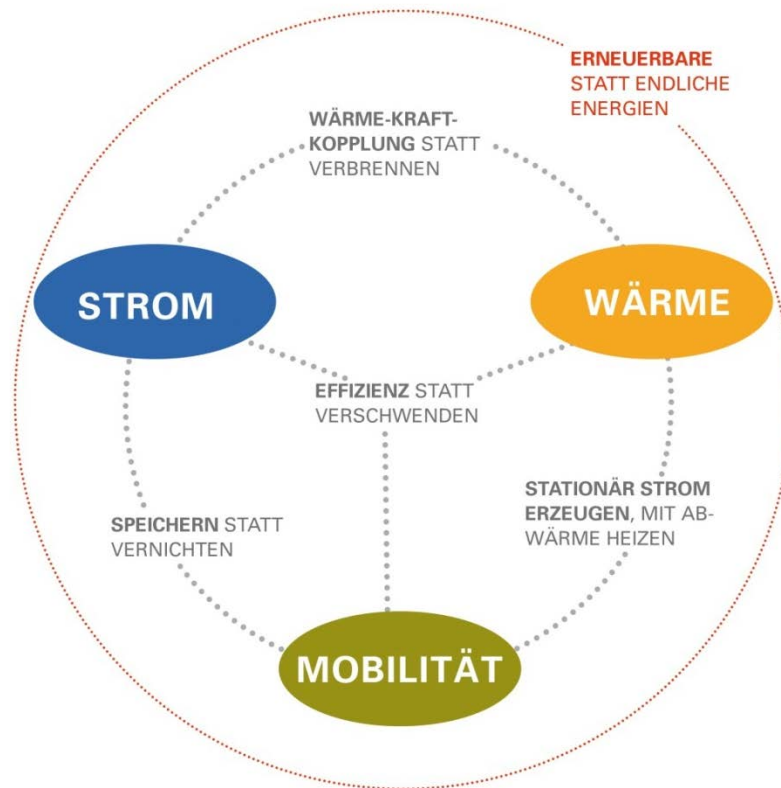 ERNEUERBARE
STATT ENDLICHE
ENERGIEN
WÄRME-KRAFT-
KOPPLUNG STATT
VERBRENNEN
STROM
WÄRME
EFFIZIENZ STATT
VERSCHWENDEN
STATIONÄR STROM
ERZEUGEN, MIT AB-
WÄRME HEIZEN
SPEICHERN STATT
VERNICHTEN
MOBILITÄT